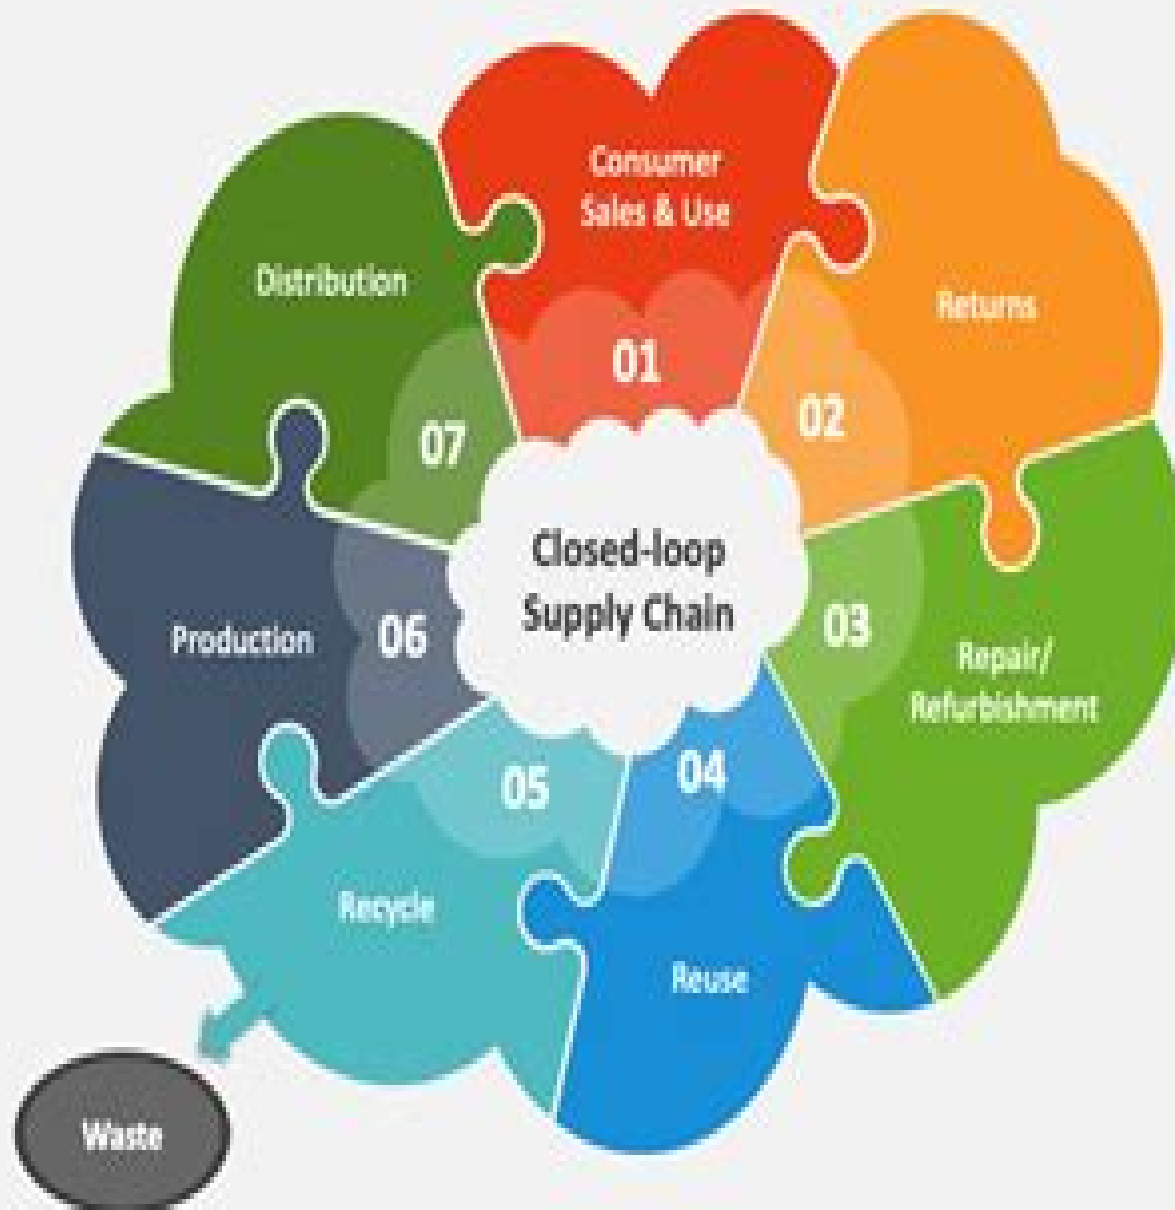 Consumer
Sales & Use
01
Returns
02
Repair/
Refurbishment
03
Reuse
04
Recycle
05
Production
06
Distribution
07
Closed-loop
Supply Chain
Waste